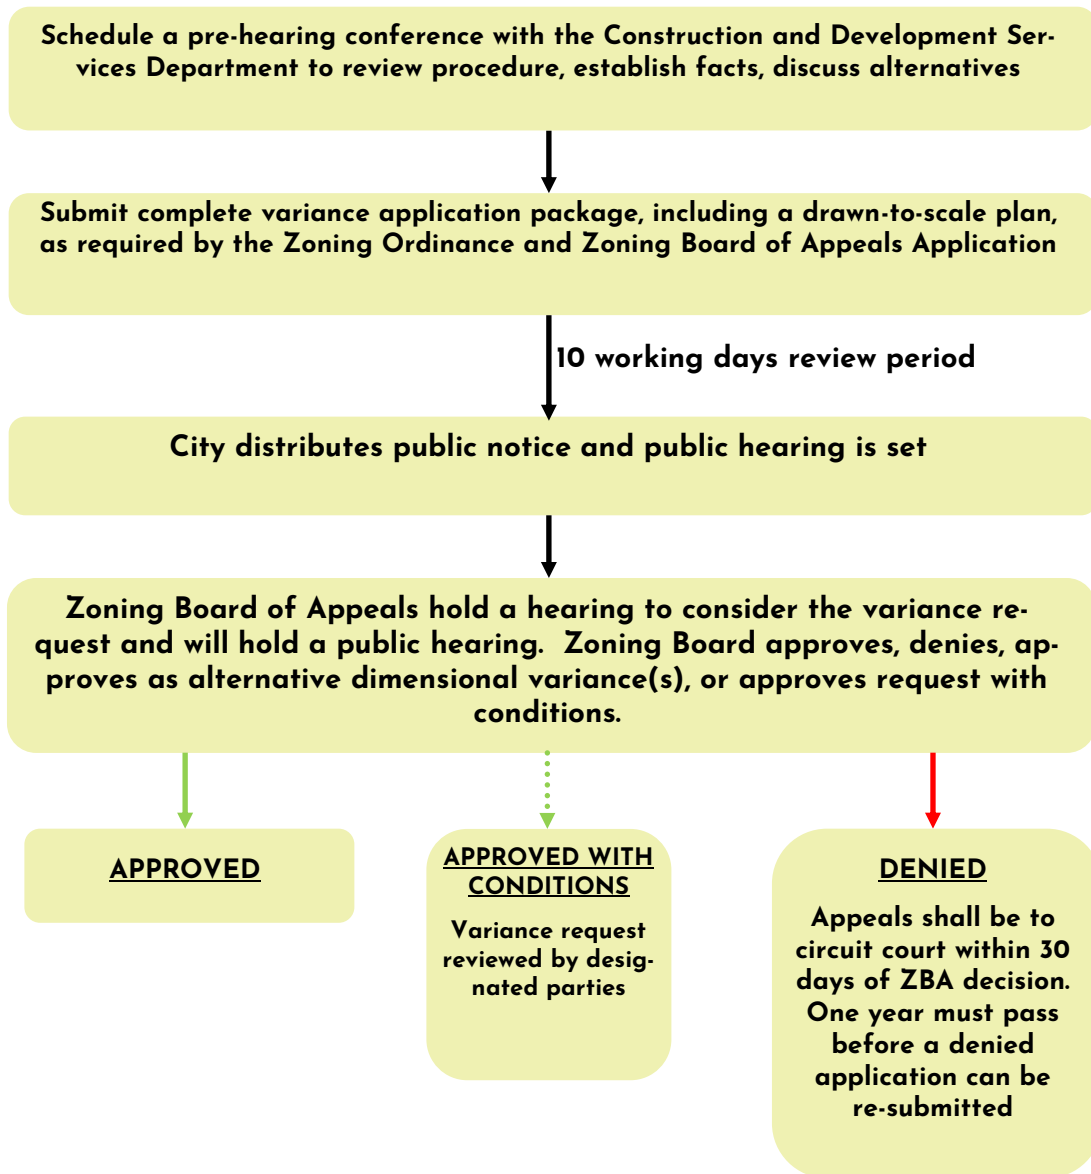 Schedule a pre-hearing conference with the Construction and Development Ser-
vices Department to review procedure, establish facts, discuss alternatives
Submit complete variance application package, including a drawn-to-scale plan,
as required by the Zoning Ordinance and Zoning Board of Appeals Application
10 working days review period
City distributes public notice and public hearing is set
Zoning Board of Appeals hold a hearing to consider the variance re-
quest and will hold a public hearing.  Zoning Board approves, denies, ap-
proves as alternative dimensional variance(s), or approves request with
conditions.
APPROVED
APPROVED WITH
CONDITIONS
Variance request
reviewed by desig-
nated parties
DENIED
Appeals shall be to
circuit court within 30
days of ZBA decision.
One year must pass
before a denied
application can be
re-submitted